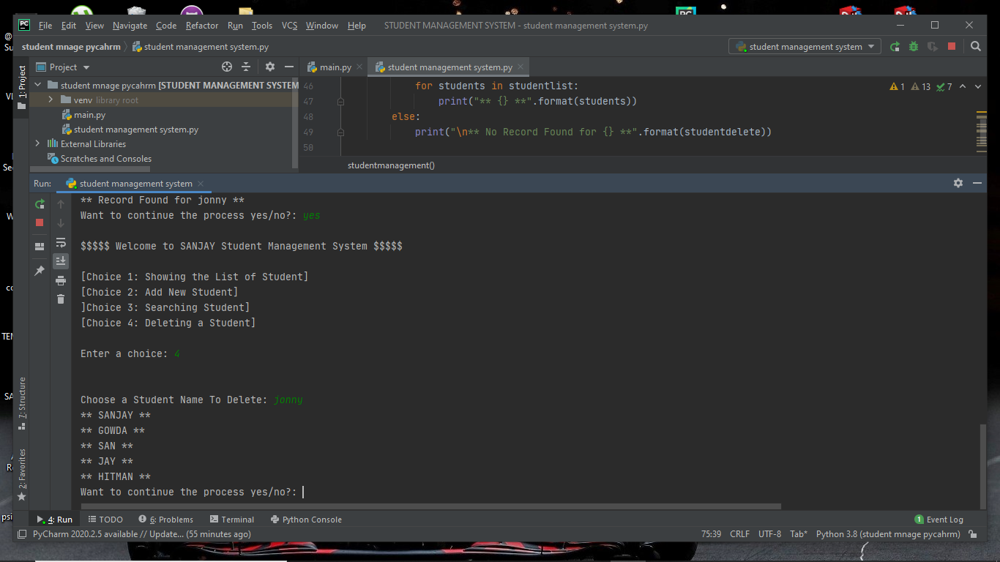 File Edit View Navigate Code Refactor Run Tools VCS Window Help STUDENT MANAGEMENT SYSTEM - student management system.py
student mnage pycahrm student management system.py student management system
1: Project
Project
main.py student management system.py
student mnage pycahrm [STUDENT MANAGEMENT SYSTEM
venv library root
main.py
student management system.py
External Libraries
Scratches and Consoles
46 for students in studentlist:
47 print("** {} **".format(students))
48 else:
49 print("\n** No Record Found for {} **".format(studentdelete))
50
1 13 7
studentmanagement()
Run: student management system
** Record Found for jonny **
Want to continue the process yes/no?: yes
$$$$$ Welcome to SANJAY Student Management System $$$$$
[Choice 1: Showing the List of Student]
[Choice 2: Add New Student]
]Choice 3: Searching Student]
[Choice 4: Deleting a Student]
Enter a choice: 4
Choose a Student Name To Delete: jonny
** SANJAY **
** GOWDA **
** SAN **
** JAY **
** HITMAN **
Want to continue the process yes/no?:
7: Structure
2: Favorites
4: Run TODO 6: Problems Terminal Python Console 1 Event Log
PyCharm 2020.2.5 available // Update... (55 minutes ago) 75:39 CRLF UTF-8 Tab* Python 3.8 (student mnage pycahrm)